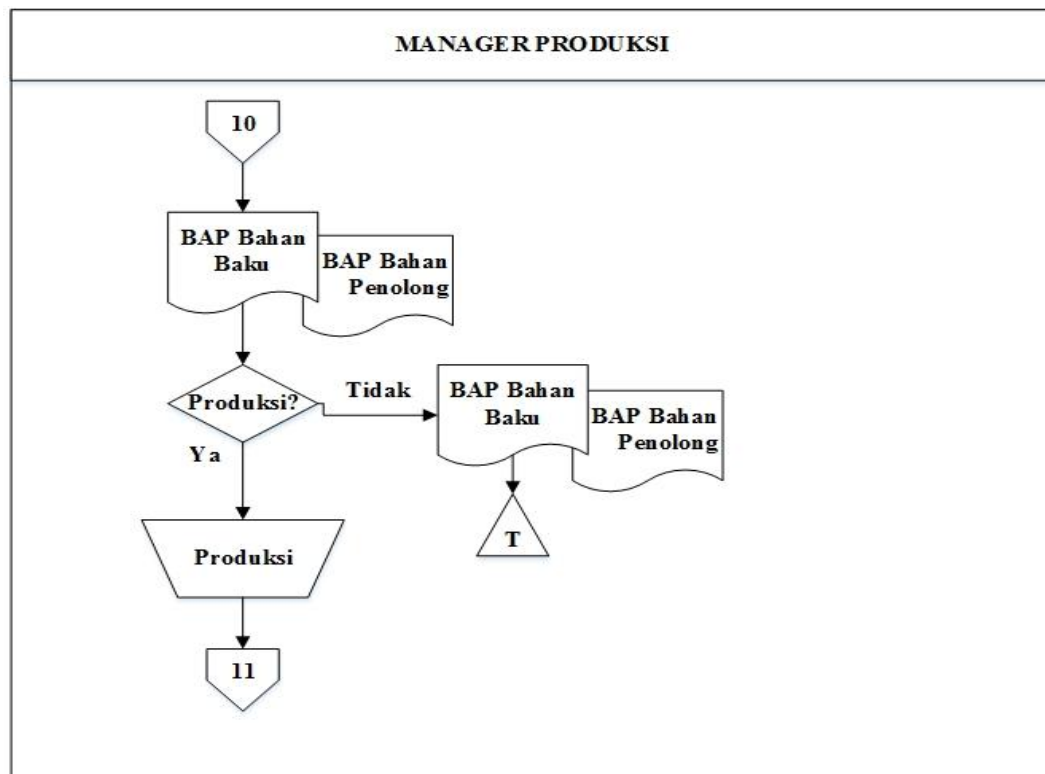 MANAGER PRODUKSI
10
BAP Bahan
Baku
BAP Bahan
Penolong
Produksi?
Tidak
BAP Bahan
Baku
BAP Bahan
Penolong
Ya
T
Produksi
11